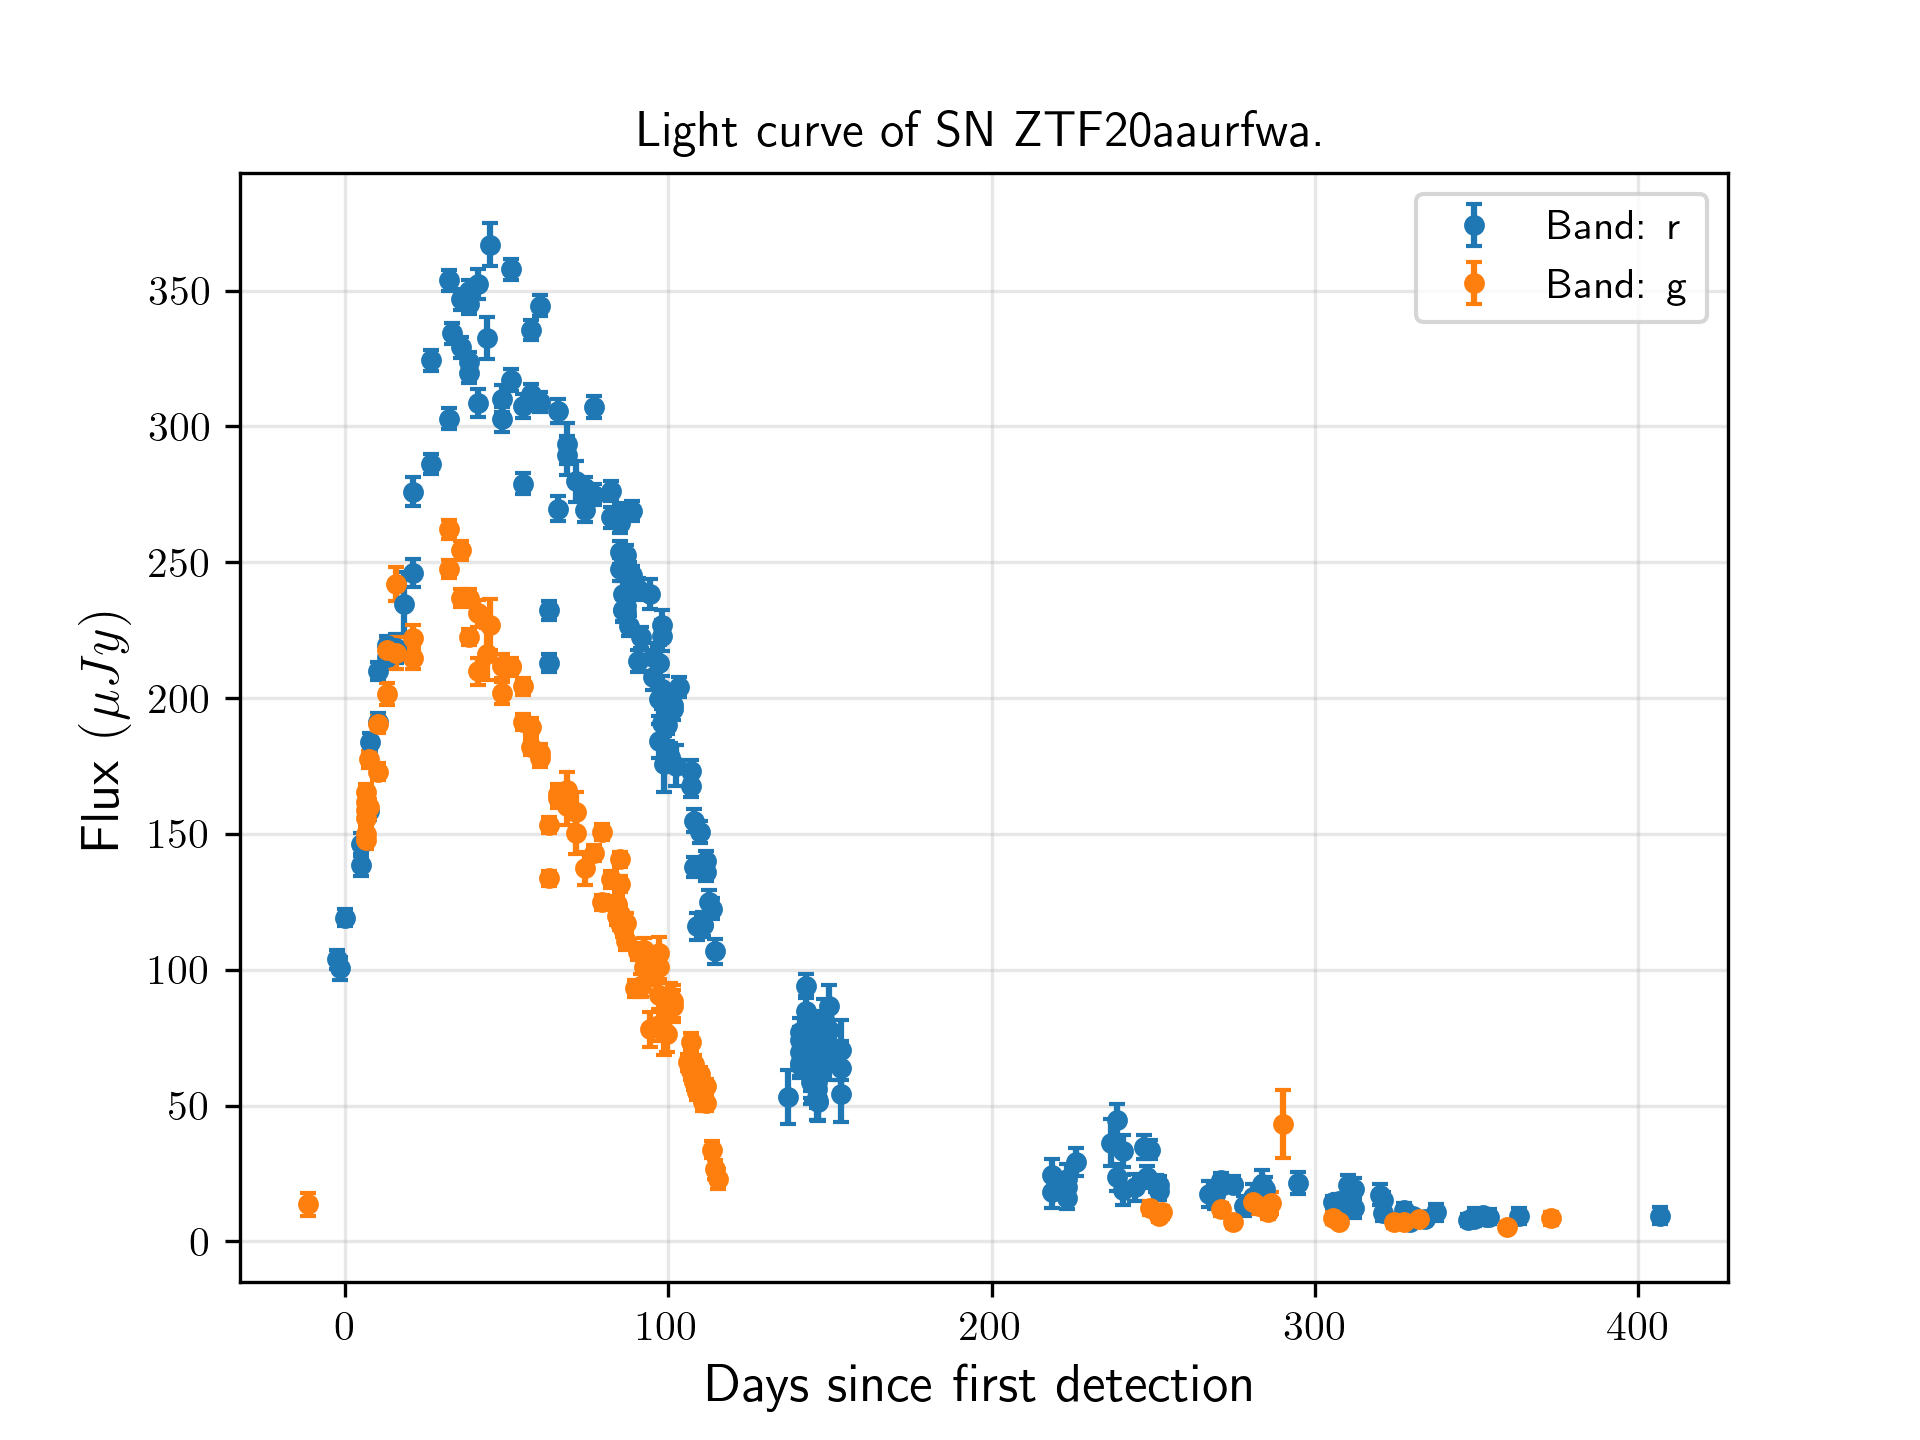 Light curve of SN ZTF20aaurfwa.
Band: r
Band: g
Flux (μJy)
350
300
250
200
150
100
50
0
0 100 200 300 400
Days since first detection